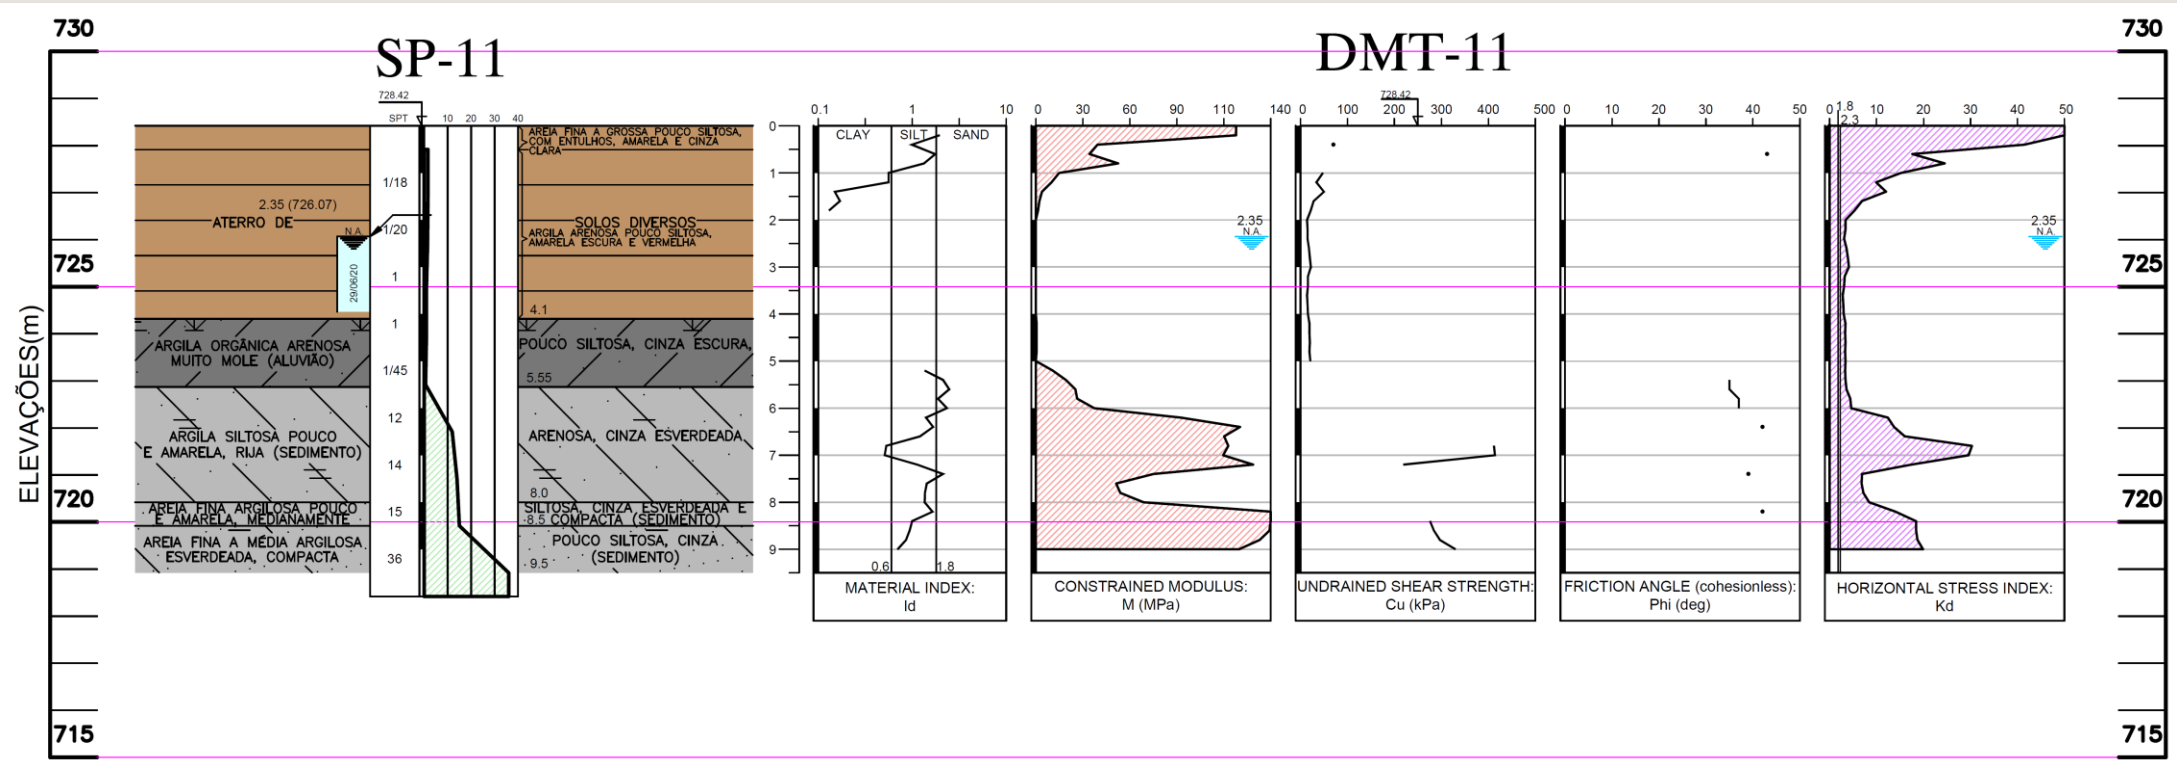 730
730
SP-11
DMT-11
728.42
SPT
10 20 30 40
728.42
0.1 1 10
CLAY SILT SAND
0 30 60 90 110 140
0 100 200 300 400 500
0 10 20 30 40 50
0 10 20 30 40 50
1.8
2.3
AREIA FINA A GROSSA POUCO SILTOSA,
COM ENTULHOS, AMARELA E CINZA
CLARA
1/18
2.35 (726.07)
ATERRO DE
SOLOS DIVERSOS
N.A.
1/20
ARGILA ARENOSA POUCO SILTOSA,
AMARELA ESCURA E VERMELHA
29/06/20
1
4.1
1
ARGILA ORGÂNICA ARENOSA
MUITO MOLE (ALUVIÃO)
POUCO SILTOSA, CINZA ESCURA,
1/45
5.55
12
ARGILA SILTOSA POUCO
E AMARELA, RIJA (SEDIMENTO)
ARENOSA, CINZA ESVERDEADA
14
8.0
AREIA FINA ARGILOSA POUCO
E AMARELA, MEDIANAMENTE
15
SILTOSA, CINZA ESVERDEADA E
8.5 COMPACTA (SEDIMENTO)
AREIA FINA A MÉDIA ARGILOSA
ESVERDEADA, COMPACTA
36
POUCO SILTOSA, CINZA
(SEDIMENTO)
9.5
0
1
2
3
4
5
6
7
8
9
2.35
N.A.
2.35
N.A.
0.6 1.8
MATERIAL INDEX:
Id
CONSTRAINED MODULUS:
M (MPa)
UNDRAINED SHEAR STRENGTH:
Cu (kPa)
FRICTION ANGLE (cohesionless):
Phi (deg)
HORIZONTAL STRESS INDEX:
Kd
ELEVAÇÕES(m)
725
725
720
720
715
715